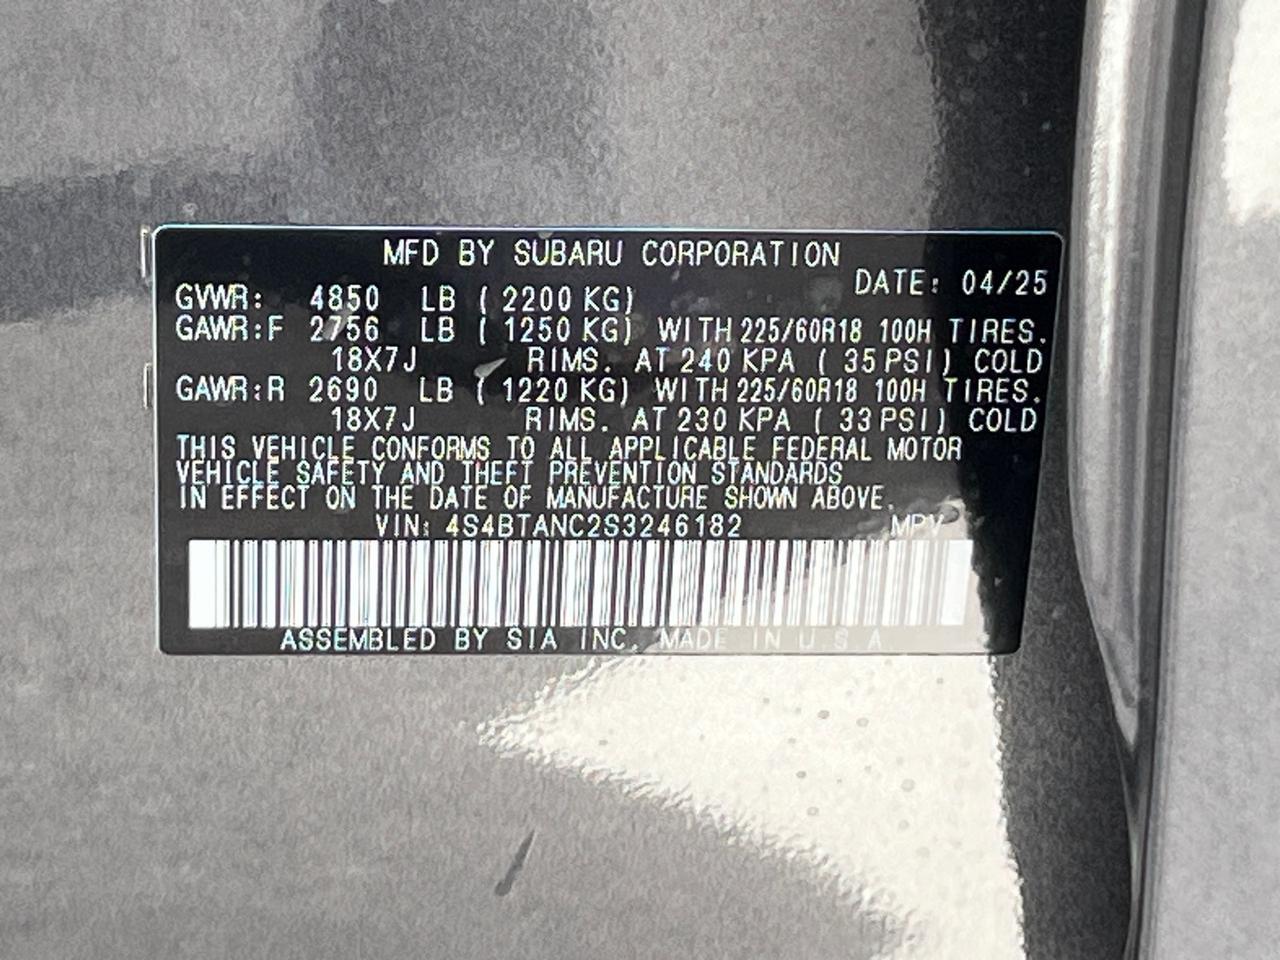 MFD BY SUBARU CORPORATION
DATE: 04/25
GVWR: 4850 LB ( 2200 KG)
GAWR:F 2756 LB ( 1250 KG) WITH 225/60R18 100H TIRES.
18X7J RIMS. AT 240 KPA ( 35 PSI) COLD
GAWR:R 2690 LB ( 1220 KG) WITH 225/60R18 100H TIRES.
18X7J RIMS. AT 230 KPA ( 33 PSI) COLD
THIS VEHICLE CONFORMS TO ALL APPLICABLE FEDERAL MOTOR
VEHICLE SAFETY AND THEFT PREVENTION STANDARDS
IN EFFECT ON THE DATE OF MANUFACTURE SHOWN ABOVE.
VIN: 4S4BTANC2S3246182 MPV
ASSEMBLED BY SIA INC. MADE IN U S A